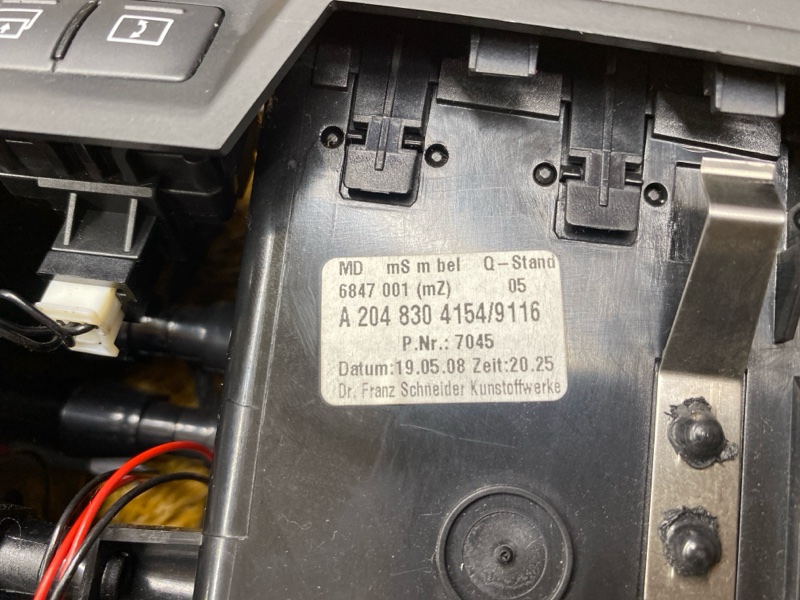 MD mS m bel Q-Stand
6847 001 (mZ) 05
A 204 830 4154/9116
P.Nr.: 7045
Datum:19.05.08 Zeit:20.25
Dr. Franz Schneider Kunstoffwerke